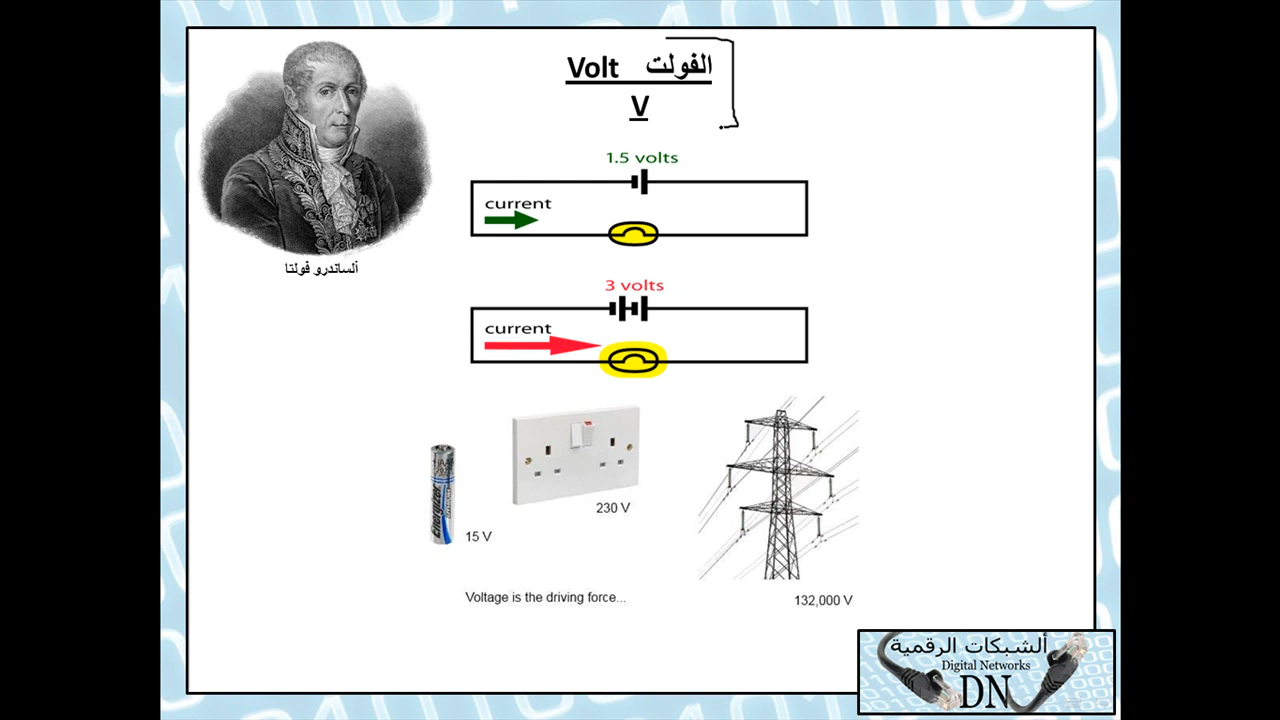 Volt الفولت
V
ألساندرو فولتا
1.5 volts
current
3 volts
current
Energizer
15 V
230 V
132,000 V
Voltage is the driving force...
ألشبكات الرقمية
Digital Networks
DN